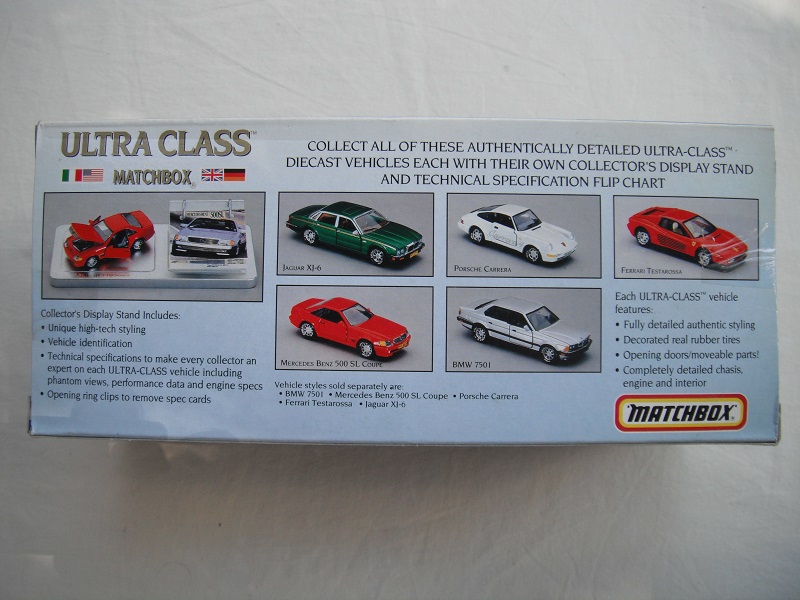 ULTRA CLASS™
MATCHBOX®
COLLECT ALL OF THESE AUTHENTICALLY DETAILED ULTRA-CLASS™
DIECAST VEHICLES EACH WITH THEIR OWN COLLECTOR'S DISPLAY STAND
AND TECHNICAL SPECIFICATION FLIP CHART
JAGUAR XJ-6
PORSCHE CARRERA
FERRARI TESTAROSSA
MERCEDES BENZ 500 SL COUPE
BMW 750I
Collector's Display Stand Includes:
• Unique high-tech styling
• Vehicle identification
• Technical specifications to make every collector an
expert on each ULTRA-CLASS vehicle including
phantom views, performance data and engine specs
• Opening ring clips to remove spec cards
Vehicle styles sold separately are:
• BMW 750I • Mercedes Benz 500 SL Coupe • Porsche Carrera
• Ferrari Testarossa • Jaguar XJ-6
Each ULTRA-CLASS™ vehicle
features:
• Fully detailed authentic styling
• Decorated real rubber tires
• Opening doors/moveable parts!
• Completely detailed chasis,
engine and interior
"MATCHBOX"